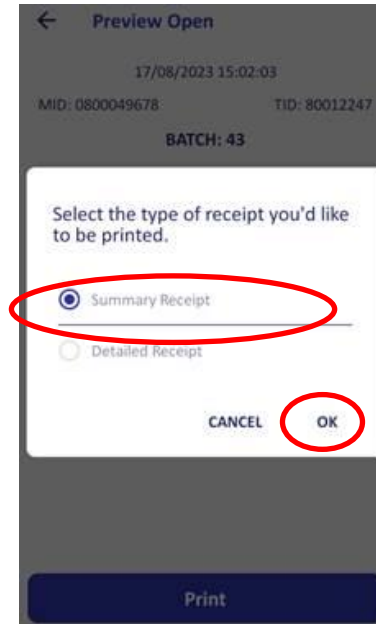 Preview Open
17/08/2023 15:02:03
MID: 0800049678 TID: 80012247
BATCH: 43
Select the type of receipt you'd like
to be printed.
Summary Receipt
Detailed Receipt
CANCEL OK
Print